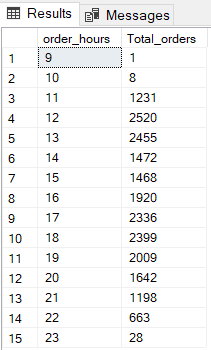 Results Messages
order_hours Total_orders
1 9 1
2 10 8
3 11 1231
4 12 2520
5 13 2455
6 14 1472
7 15 1468
8 16 1920
9 17 2336
10 18 2399
11 19 2009
12 20 1642
13 21 1198
14 22 663
15 23 28